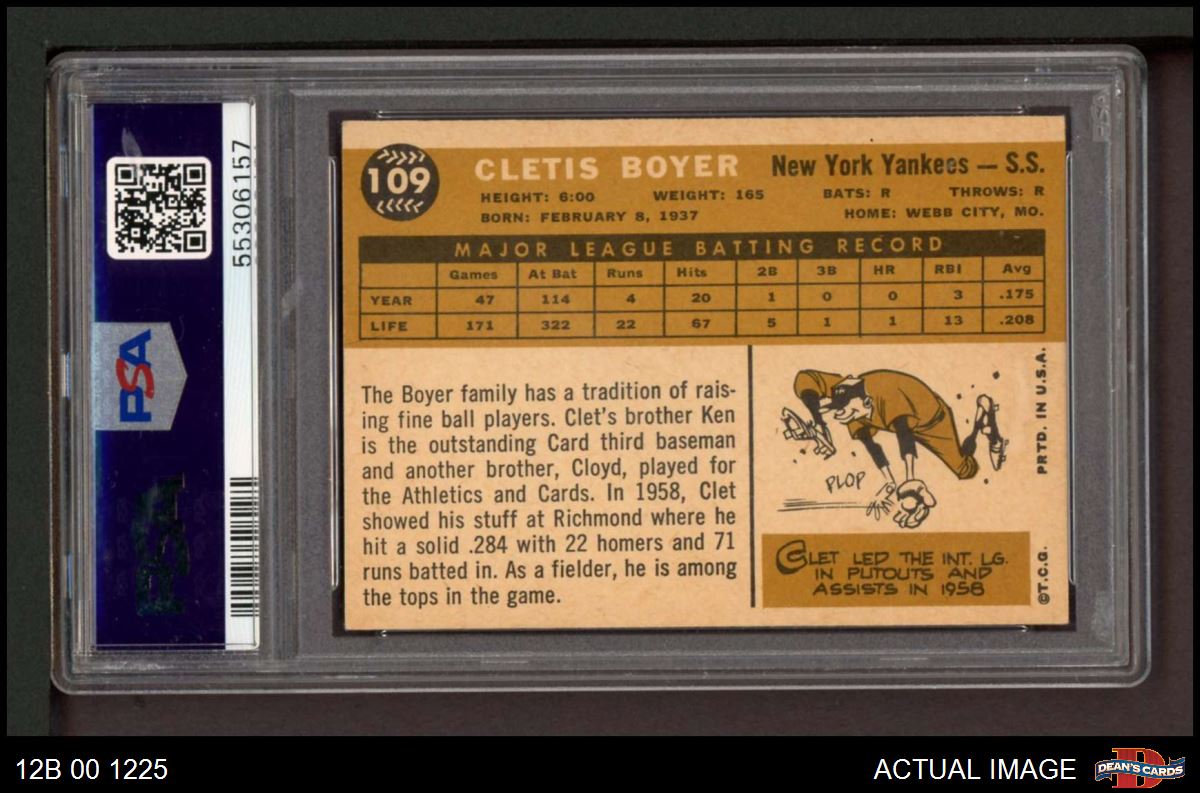 55306157
PSA
PSA
109
CLETIS BOYER New York Yankees — S.S.
HEIGHT: 6:00 WEIGHT: 165 BATS: R THROWS: R
BORN: FEBRUARY 8, 1937 HOME: WEBB CITY, MO.
MAJOR LEAGUE BATTING RECORD
Games At Bat Runs Hits 2B 3B HR RBI Avg
YEAR 47 114 4 20 1 0 0 3 .175
LIFE 171 322 22 67 5 1 1 13 .208
The Boyer family has a tradition of rais-
ing fine ball players. Clet's brother Ken
is the outstanding Card third baseman
and another brother, Cloyd, played for
the Athletics and Cards. In 1958, Clet
showed his stuff at Richmond where he
hit a solid .284 with 22 homers and 71
runs batted in. As a fielder, he is among
the tops in the game.
PLOP
CLET LED THE INT. LG.
IN PUTOUTS AND
ASSISTS IN 1958
©T.C.G. PRTD. IN U.S.A.
12B 00 1225
ACTUAL IMAGE
DEAN'S CARDS